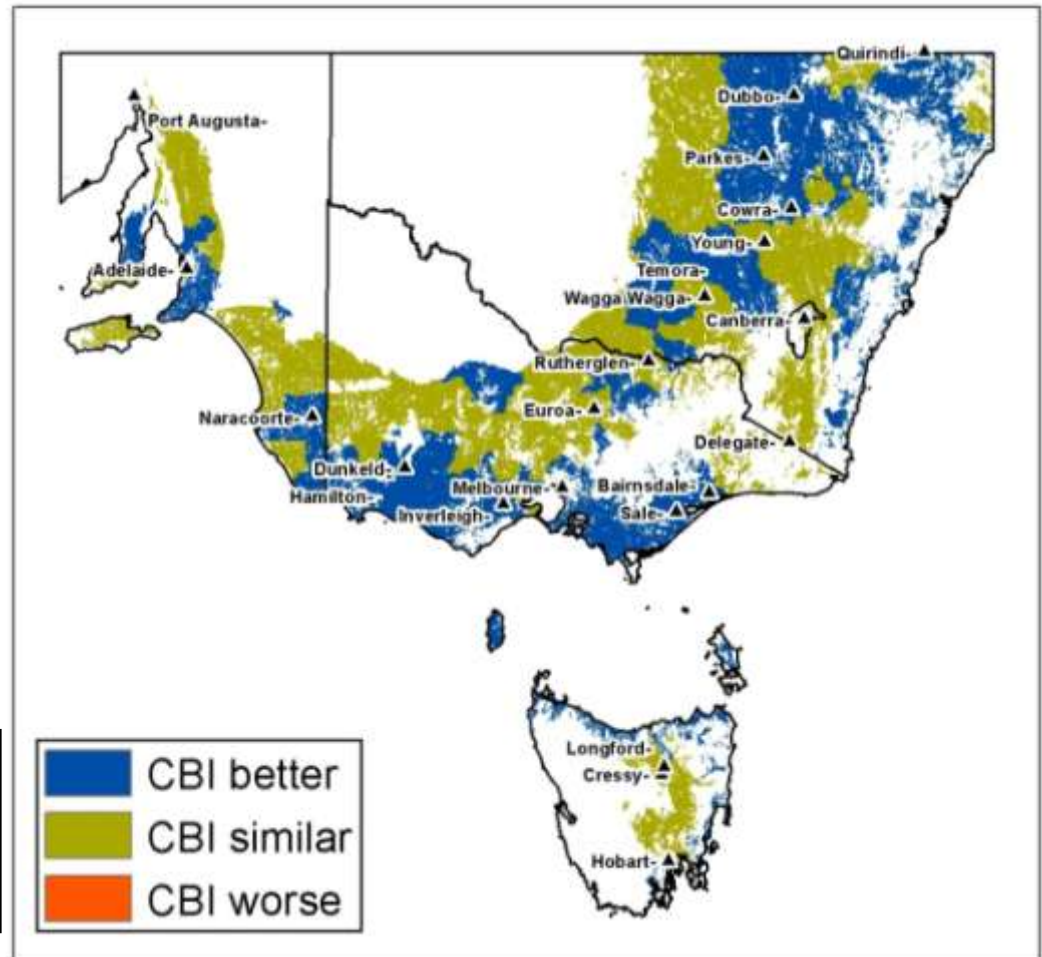 Quirindi-
Dubbo-
Port Augusta-
Parkes-
Cowra-
Young-
Adelaide-
Temora-
Wagga Wagga-
Canberra-
Rutherglen-
Euroa-
Naracoorte-
Delegate-
Dunkeld-
Melbourne-
Bairnsdale-
Hamilton-
Inverleigh-
Sale-
Longford-
Cressy-
Hobart-
CBI better
CBI similar
CBI worse